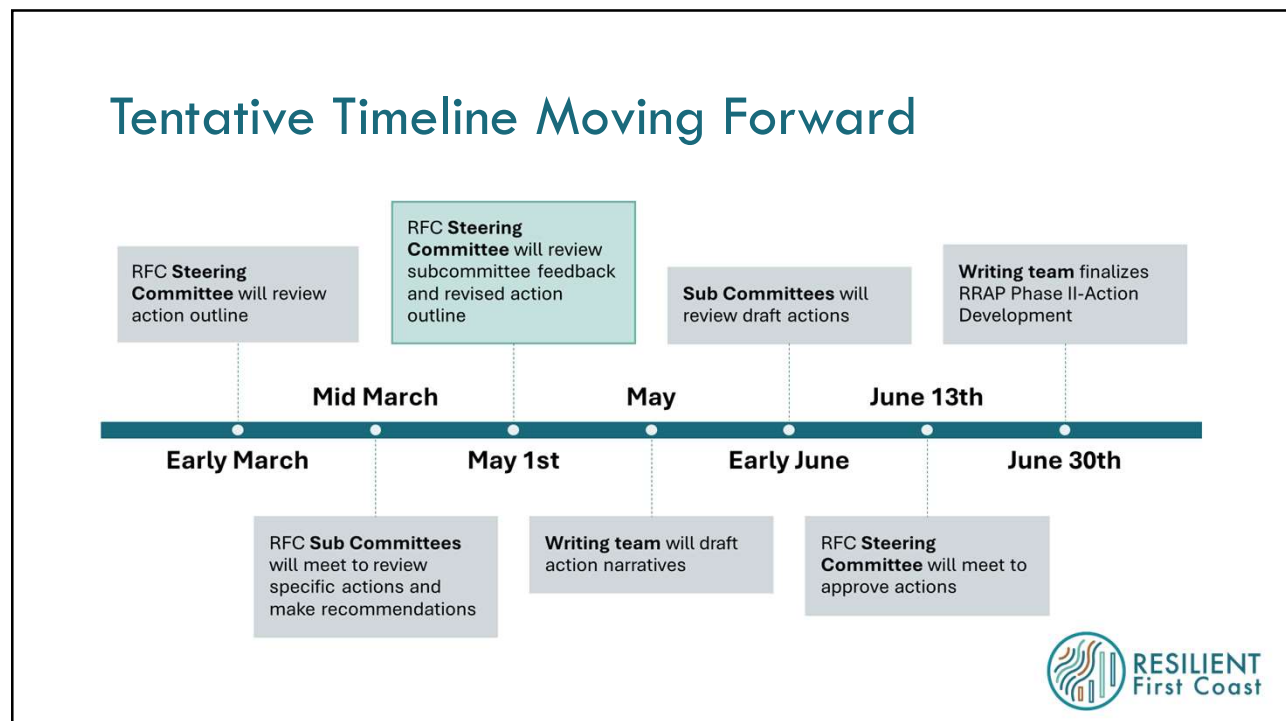 Tentative Timeline Moving Forward
RFC Steering
Committee will review
action outline
RFC Steering
Committee will review
subcommittee feedback
and revised action
outline
Sub Committees will
review draft actions
Writing team finalizes
RRAP Phase II-Action
Development
Mid March
May
June 13th
Early March
May 1st
Early June
June 30th
RFC Sub Committees
will meet to review
specific actions and
make recommendations
Writing team will draft
action narratives
RFC Steering
Committee will meet to
approve actions
RESILIENT
First Coast